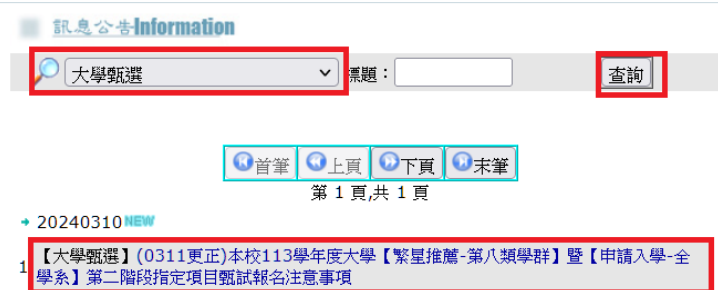 訊息公告Information
大學甄選 標題： 查詢
首筆 上頁 下頁 末筆
第 1 頁,共 1 頁
20240310 NEW
1 【大學甄選】(0311更正)本校113學年度大學【繁星推薦-第八類學群】暨【申請入學-全
學系】第二階段指定項目甄試報名注意事項